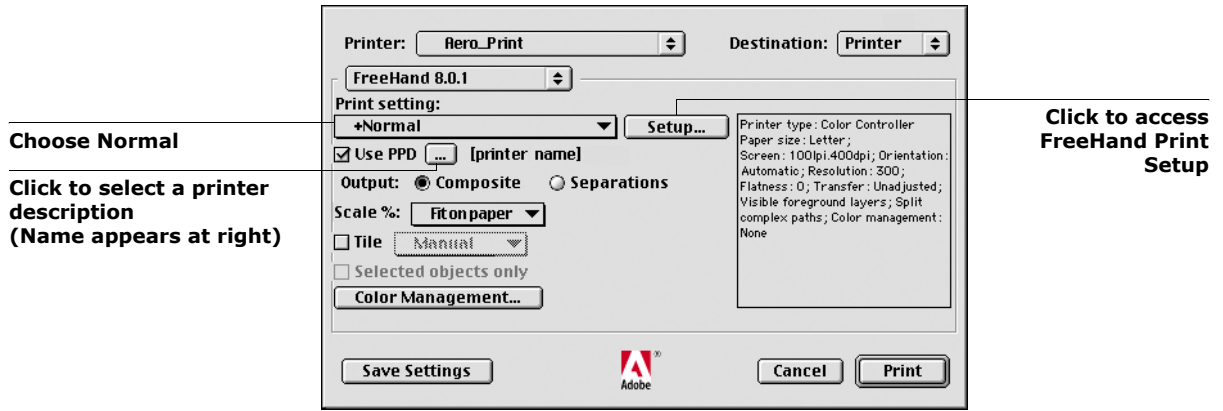 Printer: Aero_Print Destination: Printer
FreeHand 8.0.1
Print setting:
+Normal Setup...
Use PPD ... [printer name]
Output: Composite Separations
Scale %: Fit on paper
Tile Manual
Selected objects only
Color Management...
Printer type: Color Controller
Paper size: Letter;
Screen: 100lpi.400dpi; Orientation:
Automatic; Resolution: 300;
Flatness: 0; Transfer: Unadjusted;
Visible foreground layers; Split
complex paths; Color management:
None
Save Settings Adobe ® Cancel Print
Choose Normal
Click to select a printer
description
(Name appears at right)
Click to access
FreeHand Print
Setup